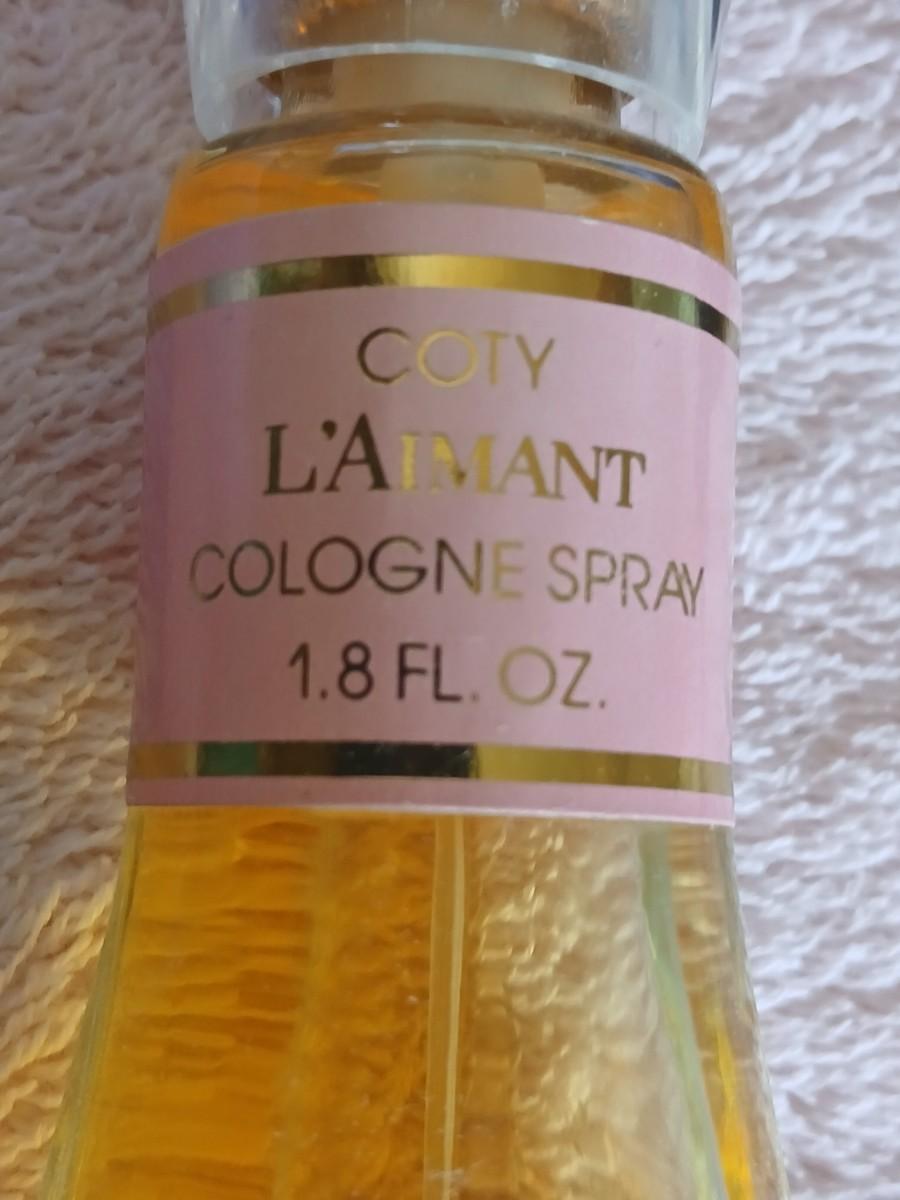 COTY
L'AIMANT
COLOGNE SPRAY
1.8 FL. OZ.